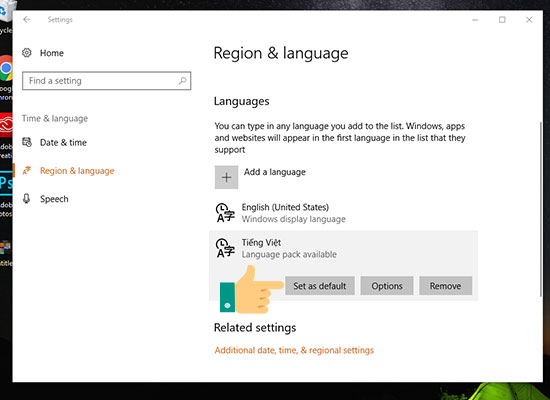 Settings
Home
Find a setting
Time & language
Date & time
Region & language
Speech
Region & language
Languages
You can type in any language you add to the list. Windows, apps
and websites will appear in the first language in the list that they
support
Add a language
English (United States)
Windows display language
Tiếng Việt
Language pack available
Set as default
Options
Remove
Related settings
Additional date, time, & regional settings